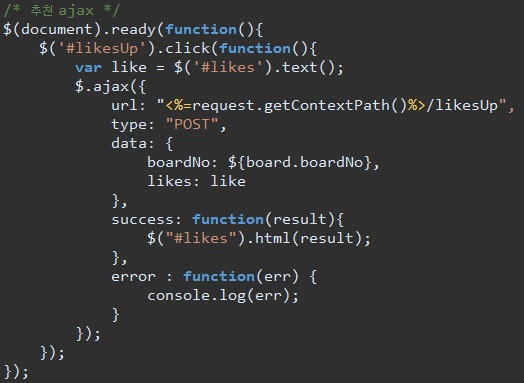 /* 추천 ajax */
$(document).ready(function(){
    $('#likesUp').click(function(){
        var like = $('#likes').text();
        $.ajax({
            url: "<%=request.getContextPath()%>/likesUp",
            type: "POST",
            data: {
                boardNo: ${board.boardNo},
                likes: like
            },
            success: function(result){
                $("#likes").html(result);
            },
            error : function(err) {
                console.log(err);
            }
        });
    });
});